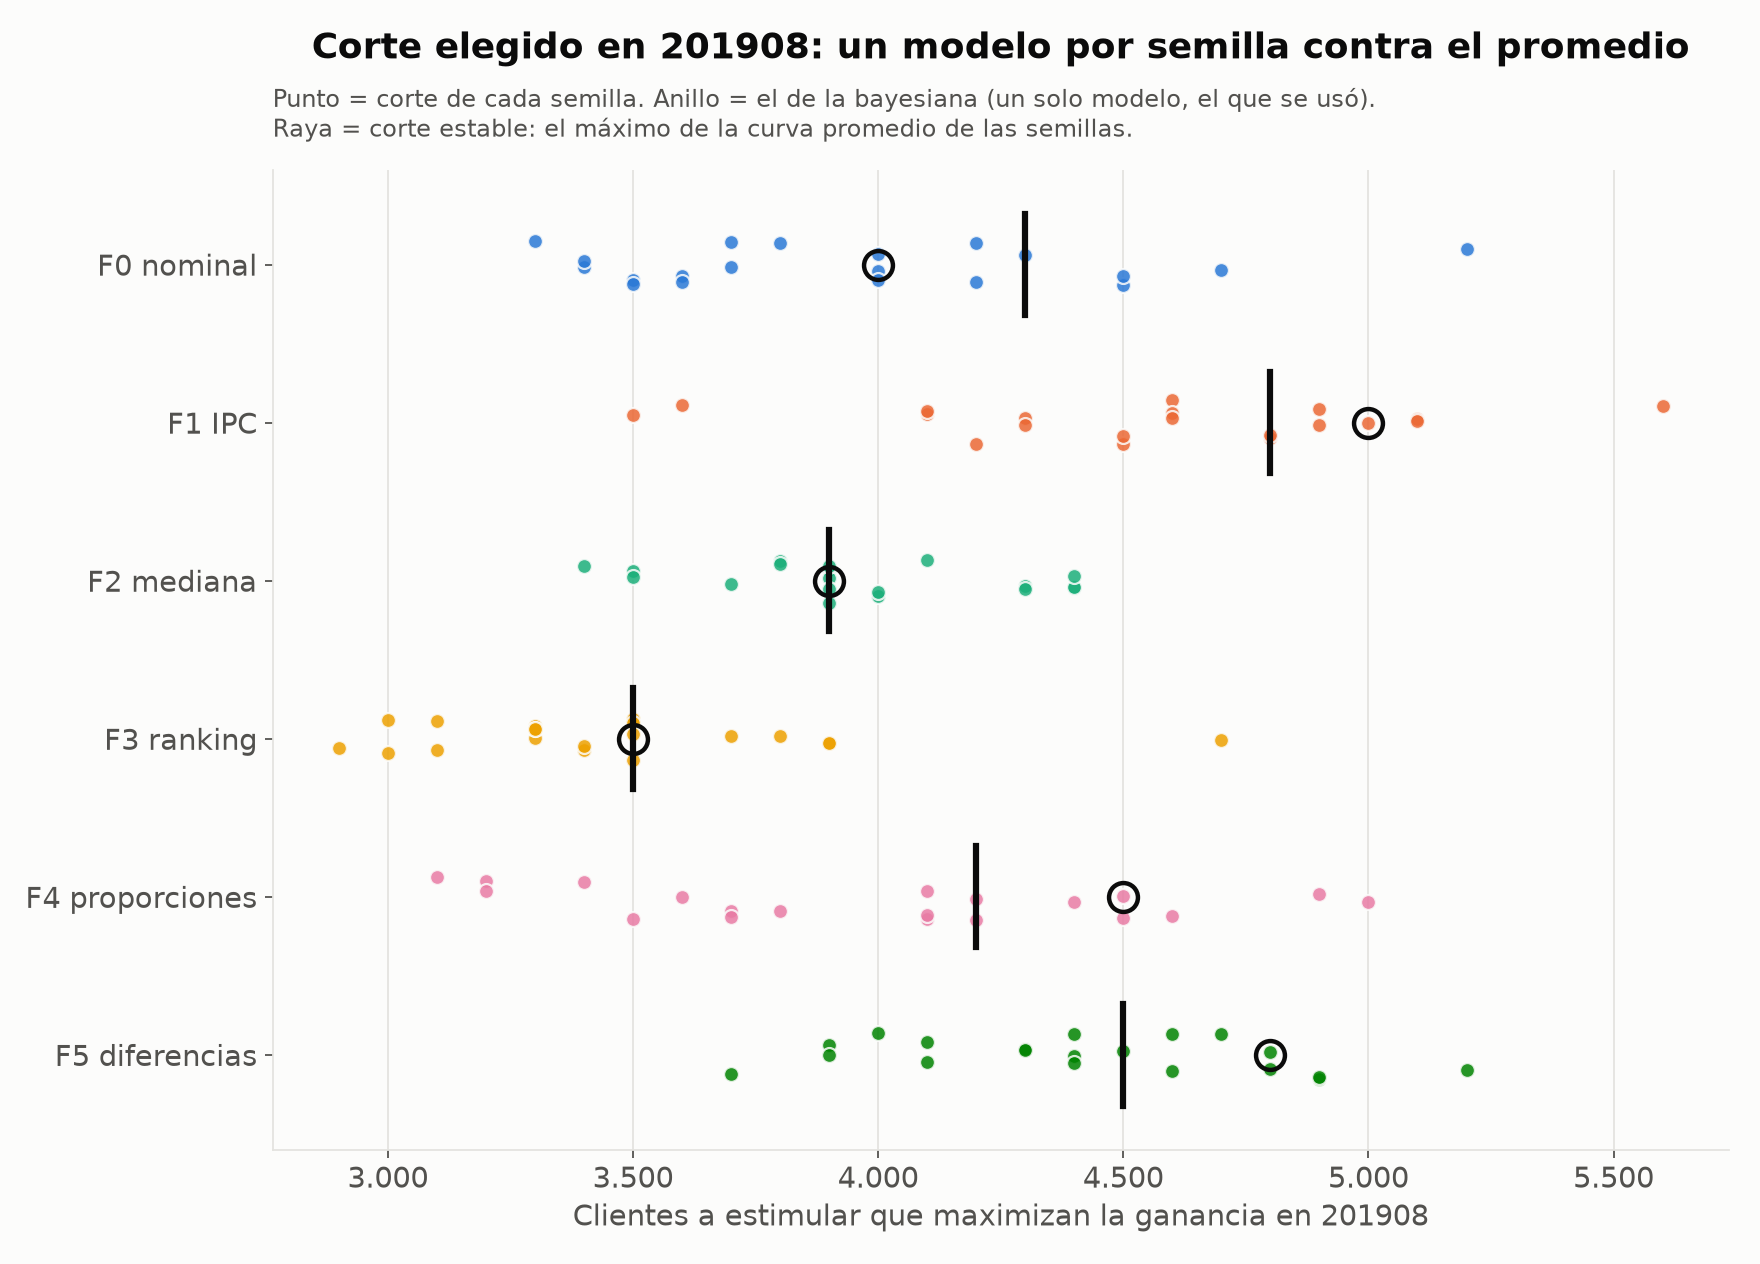 Corte elegido en 201908: un modelo por semilla contra el promedio
Punto = corte de cada semilla. Anillo = el de la bayesiana (un solo modelo, el que se usó).
Raya = corte estable: el máximo de la curva promedio de las semillas.
F0 nominal
F1 IPC
F2 mediana
F3 ranking
F4 proporciones
F5 diferencias
3.000 3.500 4.000 4.500 5.000 5.500
Clientes a estimular que maximizan la ganancia en 201908